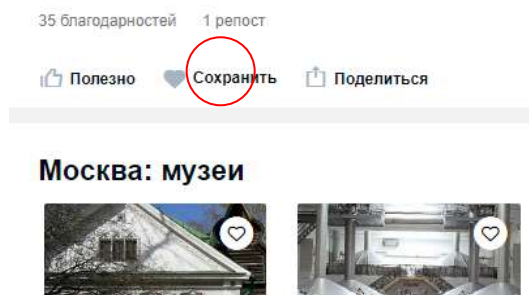 35 благодарностей 1 репост
Полезно Сохранить Поделиться
Москва: музеи